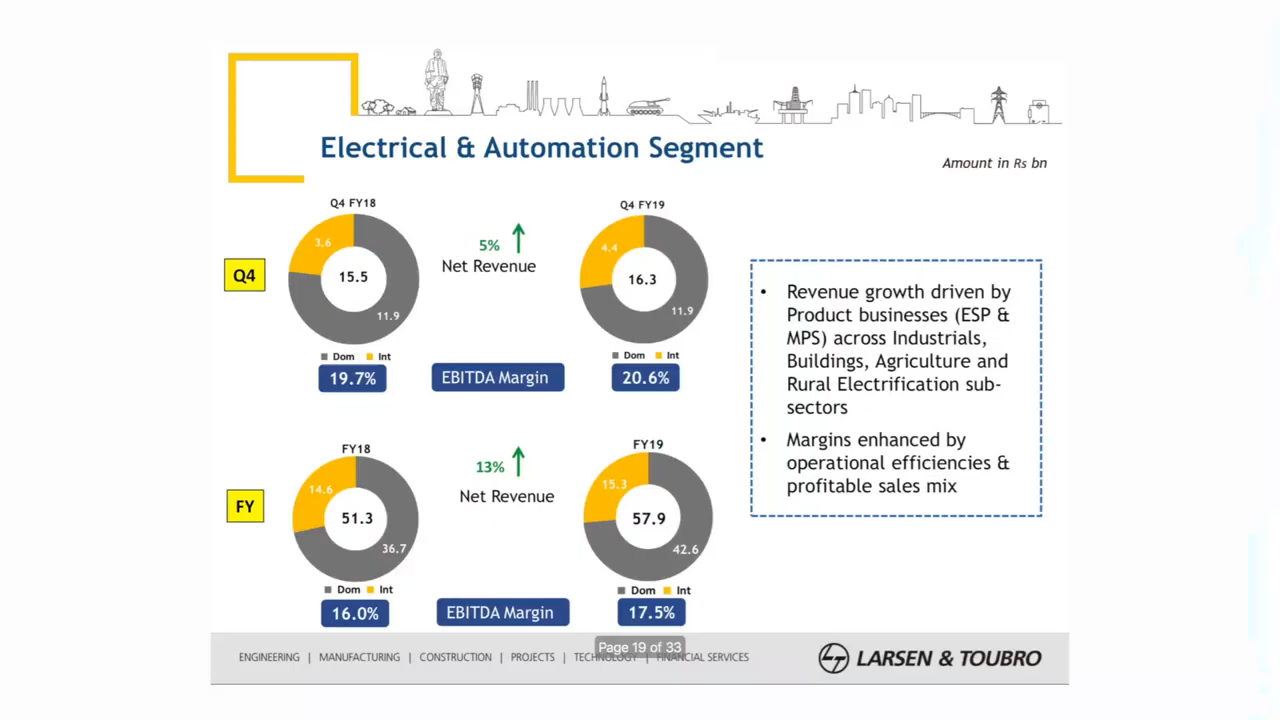 Electrical & Automation Segment
Amount in Rs bn
Q4 FY18
3.6
15.5
11.9
Dom Int
19.7%
Q4
5%
Net Revenue
EBITDA Margin
Q4 FY19
4.4
16.3
11.9
Dom Int
20.6%
FY18
14.6
51.3
36.7
Dom Int
16.0%
FY
13%
Net Revenue
EBITDA Margin
FY19
15.3
57.9
42.6
Dom Int
17.5%
• Revenue growth driven by
Product businesses (ESP &
MPS) across Industrials,
Buildings, Agriculture and
Rural Electrification sub-
sectors
• Margins enhanced by
operational efficiencies &
profitable sales mix
Page 19 of 33
ENGINEERING | MANUFACTURING | CONSTRUCTION | PROJECTS | TECHNOLOGY | FINANCIAL SERVICES
LARSEN & TOUBRO